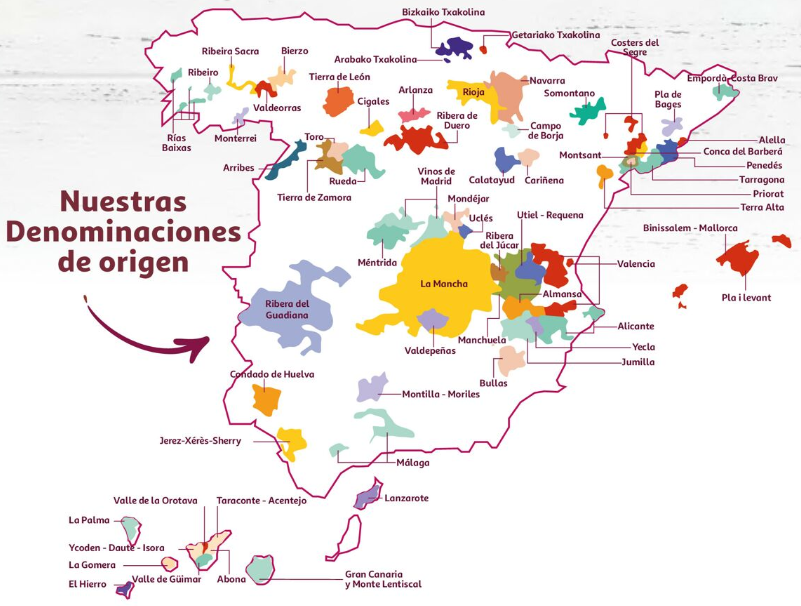 Bizkaiko Txakolina
Getariako Txakolina
Arabako Txakolina
Costers del
Segre
Ribeira Sacra
Bierzo
Ribeiro
Tierra de León
Valdeorras
Cigales
Arlanza
Rioja
Navarra
Somontano
Empordà-Costa Brav
Pla de
Bages
Rías
Baixas
Monterrei
Toro
Ribera de
Duero
Campo
de Borja
Alella
Conca del Barberá
Montsant
Penedés
Arribes
Tierra de Zamora
Rueda
Vinos de
Madrid
Calatayud
Cariñena
Tarragona
Priorat
Terra Alta
Nuestras
Denominaciones
de origen
Mondéjar
Uclés
Utiel - Requena
Ribera
del Júcar
Binissalem - Mallorca
Méntrida
La Mancha
Valencia
Almansa
Pla i levant
Ribera del
Guadiana
Valdepeñas
Manchuela
Alicante
Yecla
Jumilla
Bullas
Condado de Huelva
Montilla - Moriles
Jerez-Xérès-Sherry
Málaga
Valle de la Orotava
Taraconte - Acentejo
Lanzarote
La Palma
Ycoden - Daute - Isora
La Gomera
El Hierro
Valle de Güimar
Abona
Gran Canaria
y Monte Lentiscal